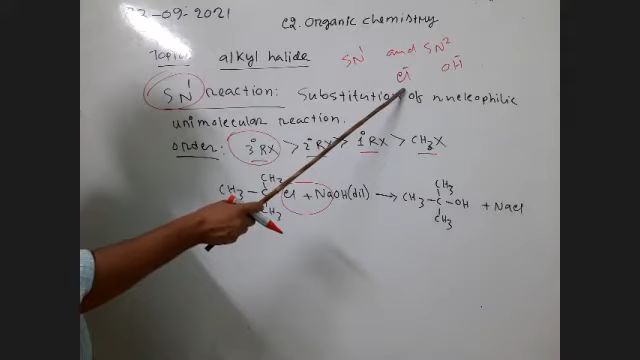 22-09-2021
C2. Organic chemistry
Topic: alkyl halide
SN¹ and SN²
Cl⁻ OH⁻
SN¹ reaction: Substitution of nucleophilic
unimolecular reaction.
order: 3° RX > 2° RX > 1° RX > CH₃X
CH₃ CH₃
CH₃ – C – Cl + NaOH(dil) → CH₃ – C – OH + NaCl
CH₃ CH₃